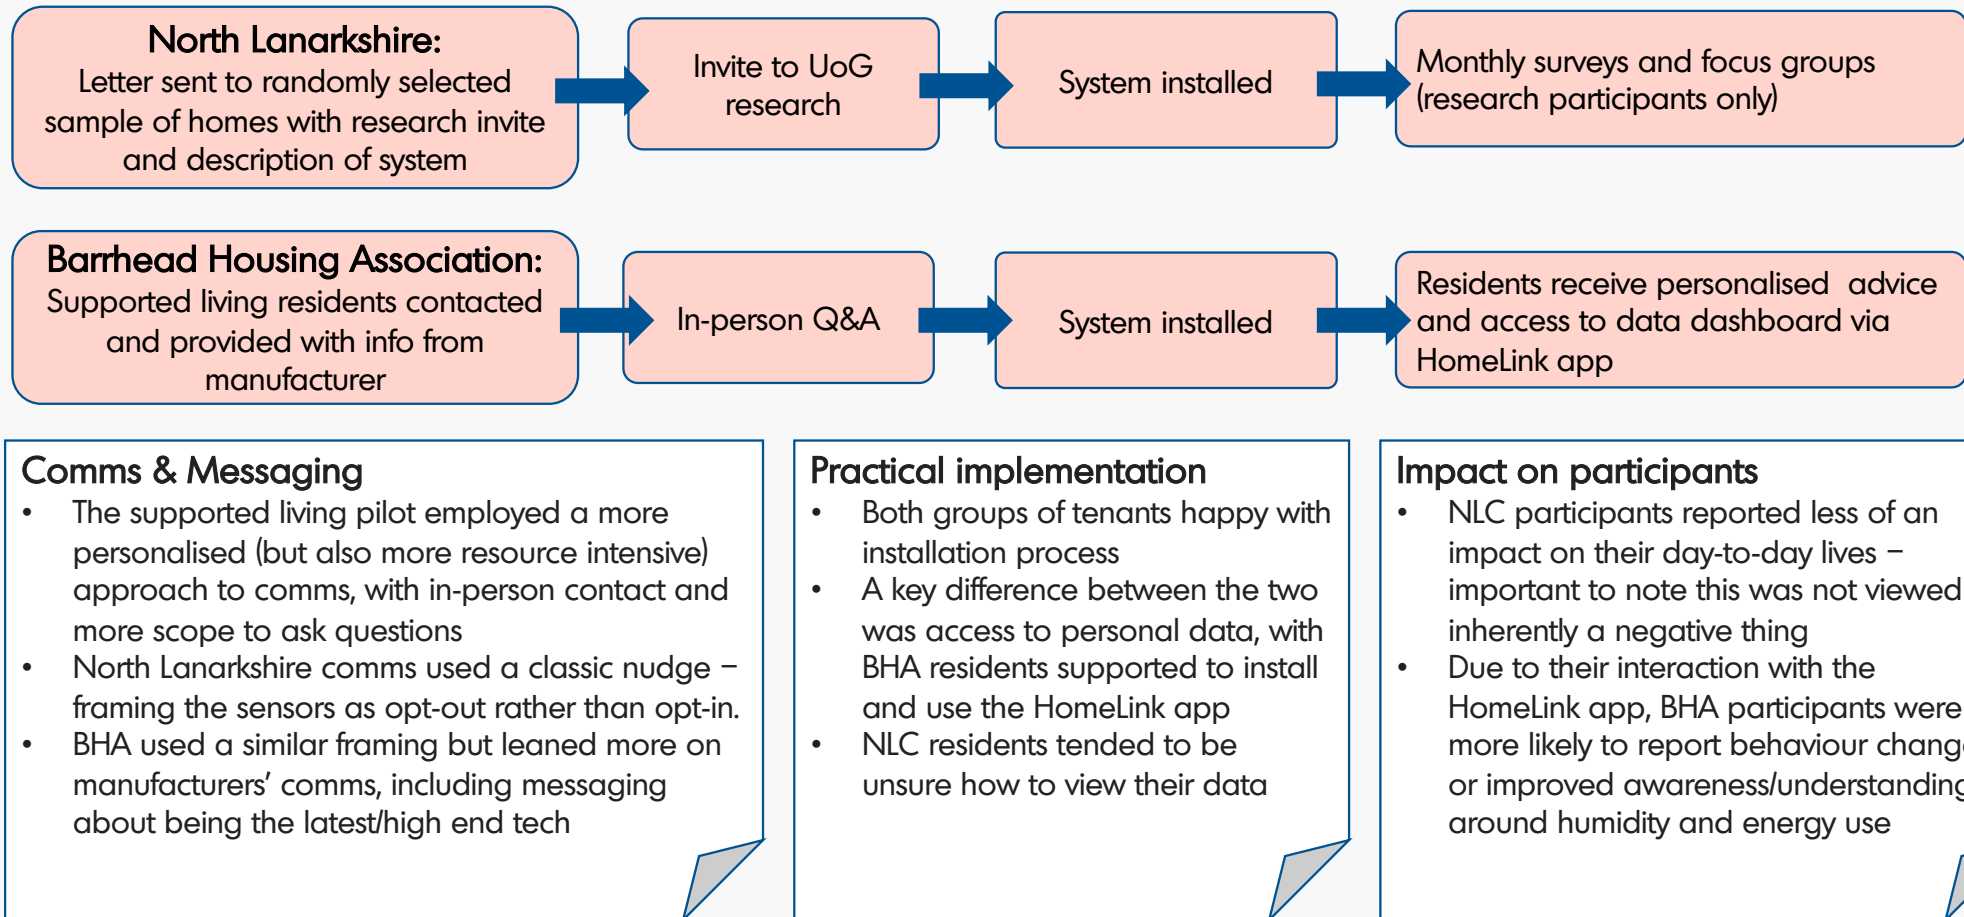 North Lanarkshire:
Letter sent to randomly selected
sample of homes with research invite
and description of system
Invite to UoG
research
System installed
Monthly surveys and focus groups
(research participants only)
Barrhead Housing Association:
Supported living residents contacted
and provided with info from
manufacturer
In-person Q&A
System installed
Residents receive personalised  advice
and access to data dashboard via
HomeLink app
Comms & Messaging
• The supported living pilot employed a more
personalised (but also more resource intensive)
approach to comms, with in-person contact and
more scope to ask questions
• North Lanarkshire comms used a classic nudge –
framing the sensors as opt-out rather than opt-in.
• BHA used a similar framing but leaned more on
manufacturers’ comms, including messaging
about being the latest/high end tech
Practical implementation
• Both groups of tenants happy with
installation process
• A key difference between the two
was access to personal data, with
BHA residents supported to install
and use the HomeLink app
• NLC residents tended to be
unsure how to view their data
Impact on participants
• NLC participants reported less of an
impact on their day-to-day lives –
important to note this was not viewed
inherently a negative thing
• Due to their interaction with the
HomeLink app, BHA participants were
more likely to report behaviour change
or improved awareness/understanding
around humidity and energy use